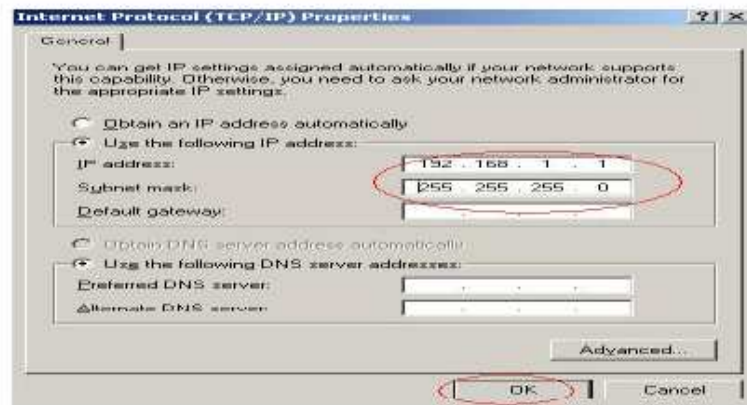 Internet Protocol (TCP/IP) Properties
General
You can get IP settings assigned automatically if your network supports
this capability. Otherwise, you need to ask your network administrator for
the appropriate IP settings.
Obtain an IP address automatically
Use the following IP address:
IP address: 192 . 168 . 1 . 1
Subnet mask: 255 . 255 . 255 . 0
Default gateway: . . .
Obtain DNS server address automatically
Use the following DNS server addresses:
Preferred DNS server: . . .
Alternate DNS server: . . .
Advanced...
OK Cancel